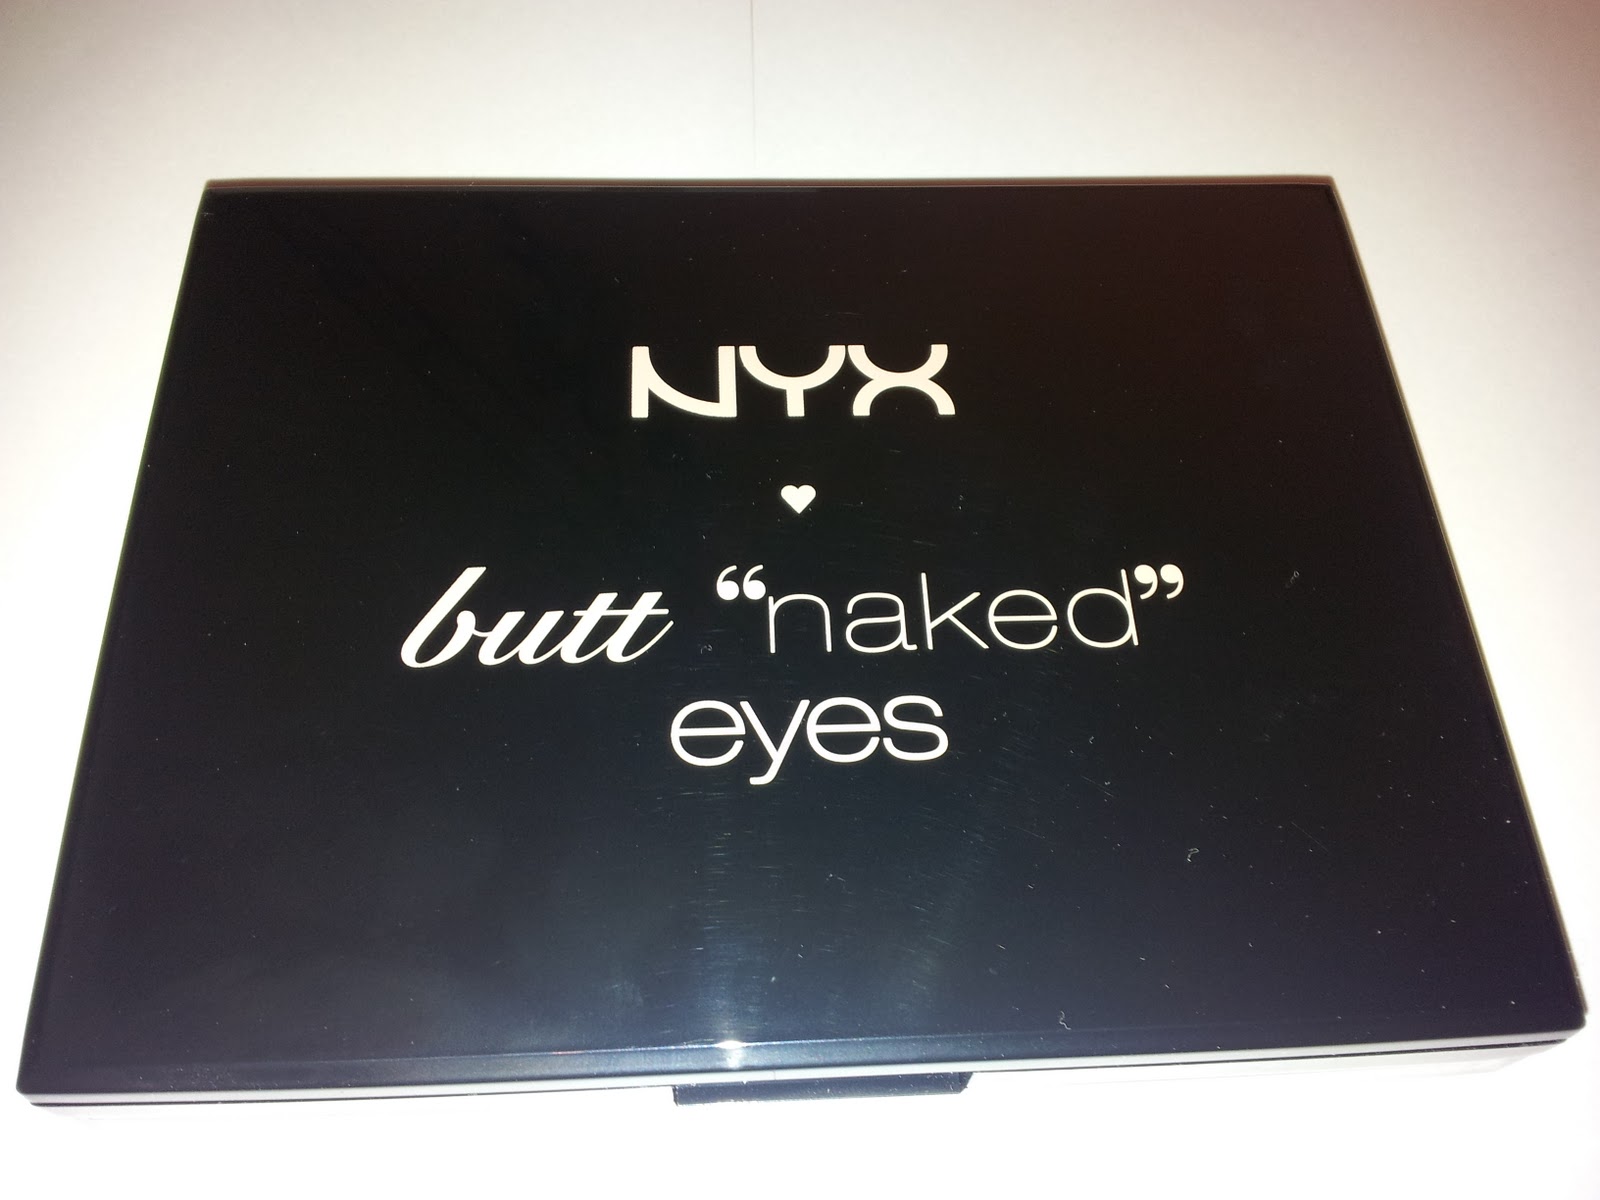 NYX
♥
butt “naked”
eyes